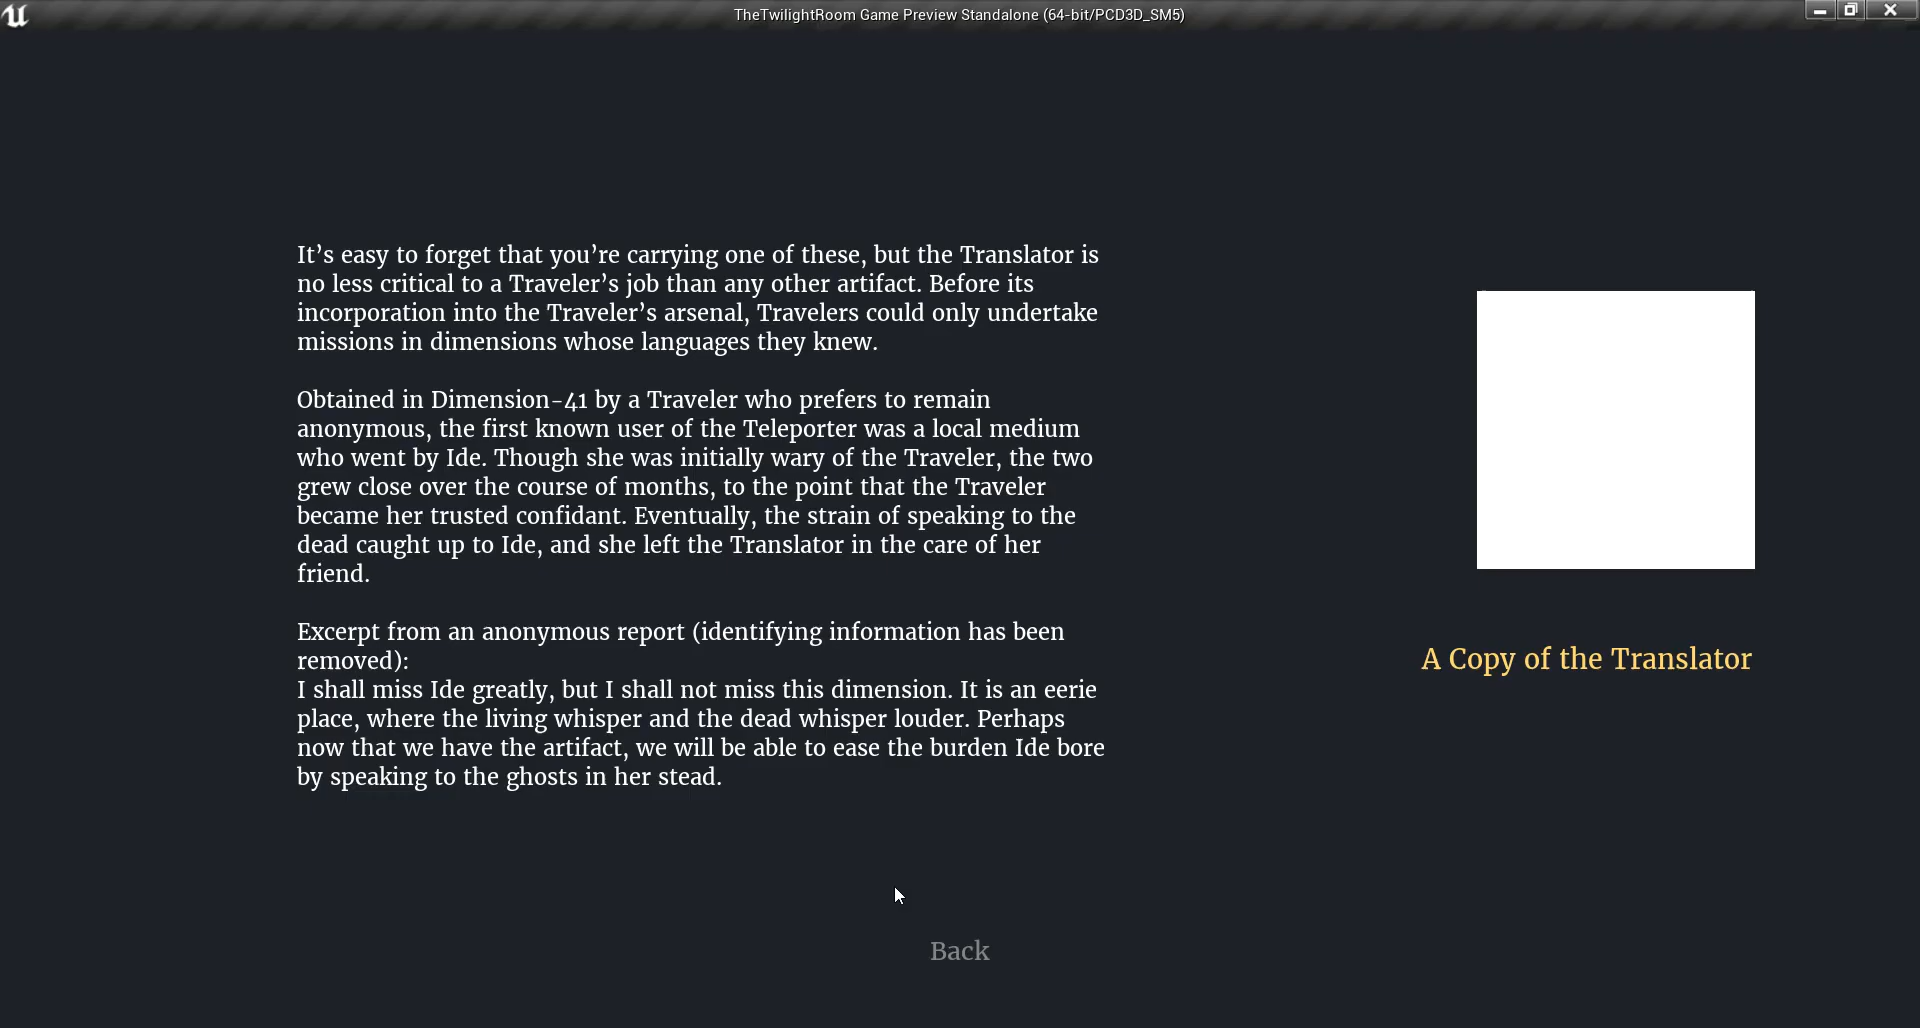 TheTwilightRoom Game Preview Standalone (64-bit/PCD3D_SM5)
It’s easy to forget that you’re carrying one of these, but the Translator is
no less critical to a Traveler’s job than any other artifact. Before its
incorporation into the Traveler’s arsenal, Travelers could only undertake
missions in dimensions whose languages they knew.
Obtained in Dimension-41 by a Traveler who prefers to remain
anonymous, the first known user of the Teleporter was a local medium
who went by Ide. Though she was initially wary of the Traveler, the two
grew close over the course of months, to the point that the Traveler
became her trusted confidant. Eventually, the strain of speaking to the
dead caught up to Ide, and she left the Translator in the care of her
friend.
Excerpt from an anonymous report (identifying information has been
removed):
I shall miss Ide greatly, but I shall not miss this dimension. It is an eerie
place, where the living whisper and the dead whisper louder. Perhaps
now that we have the artifact, we will be able to ease the burden Ide bore
by speaking to the ghosts in her stead.
A Copy of the Translator
Back